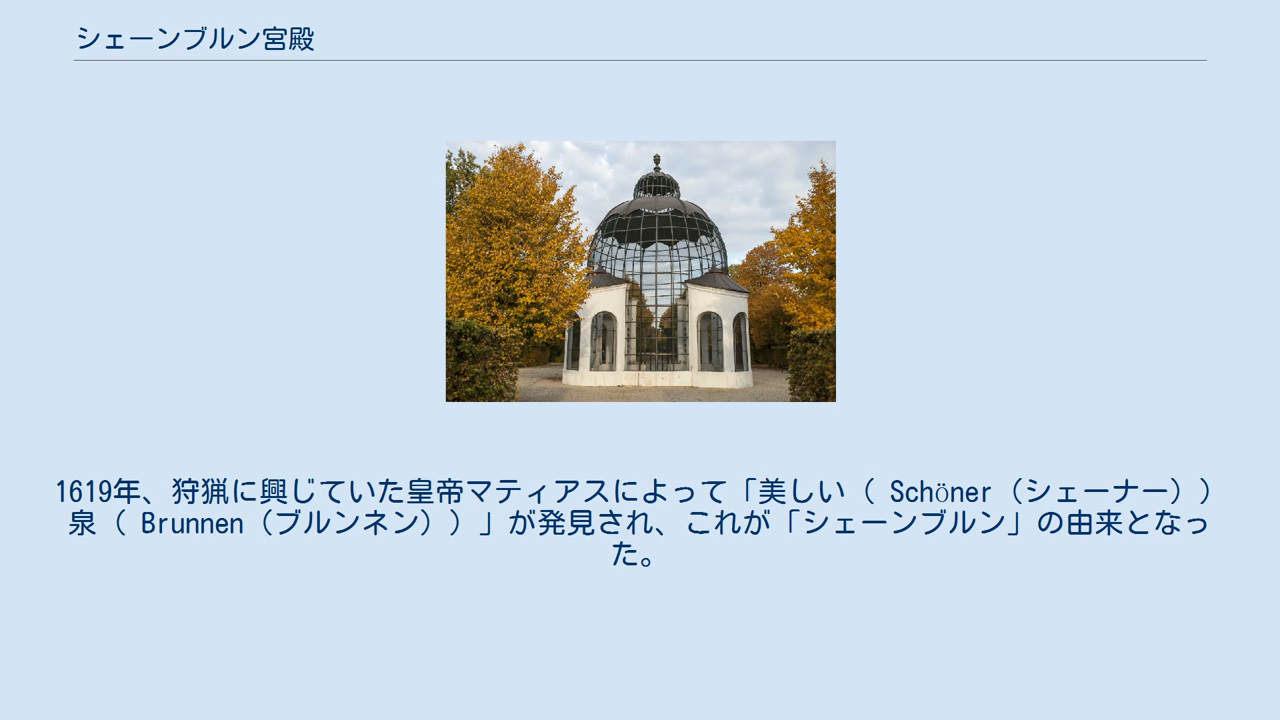 シェーンブルン宮殿
1619年、狩猟に興じていた皇帝マティアスによって「美しい（ Schöner（シェーナー））
泉（ Brunnen（ブルンネン））」が発見され、これが「シェーンブルン」の由来となっ
た。